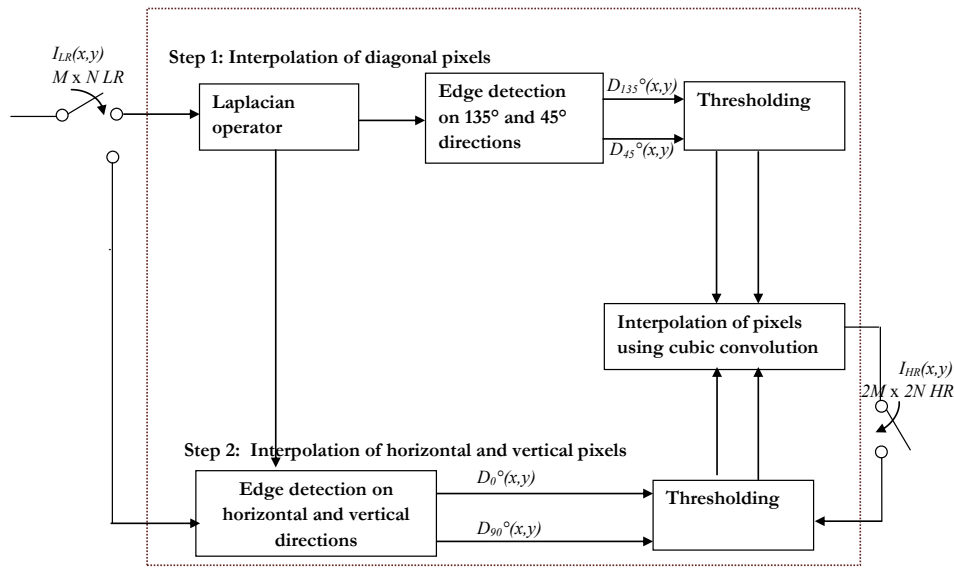 I_LR(x,y)
M x N LR
Step 1: Interpolation of diagonal pixels
Laplacian
operator
Edge detection
on 135° and 45°
directions
D_135°(x,y)
D_45°(x,y)
Thresholding
Interpolation of pixels
using cubic convolution
I_HR(x,y)
2M x 2N HR
Step 2: Interpolation of horizontal and vertical pixels
Edge detection on
horizontal and vertical
directions
D_0°(x,y)
D_90°(x,y)
Thresholding